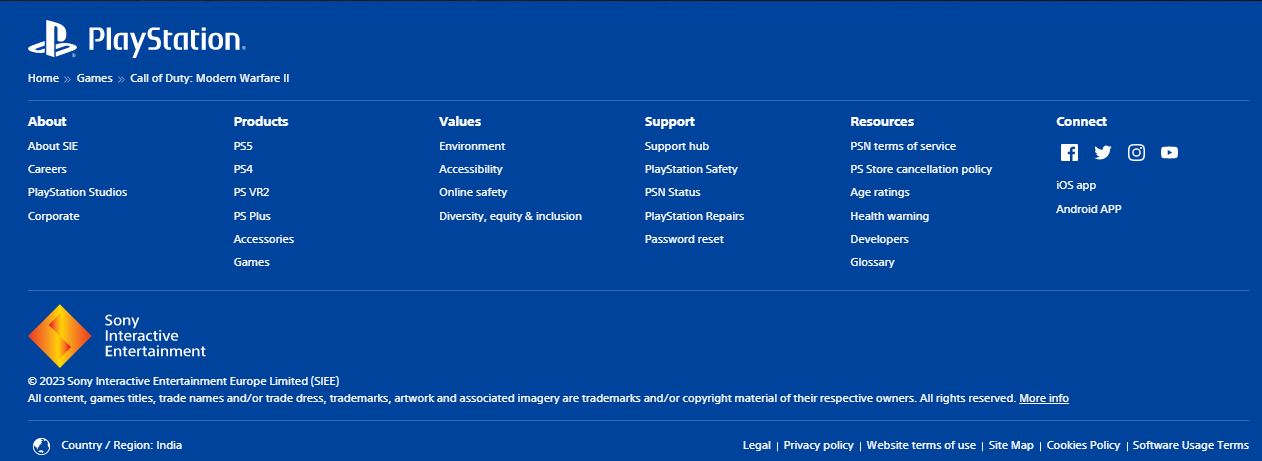 PlayStation®
Home » Games » Call of Duty: Modern Warfare II
About
About SIE
Careers
PlayStation Studios
Corporate
Products
PS5
PS4
PS VR2
PS Plus
Accessories
Games
Values
Environment
Accessibility
Online safety
Diversity, equity & inclusion
Support
Support hub
PlayStation Safety
PSN Status
PlayStation Repairs
Password reset
Resources
PSN terms of service
PS Store cancellation policy
Age ratings
Health warning
Developers
Glossary
Connect
iOS app
Android APP
Sony
Interactive
Entertainment
© 2023 Sony Interactive Entertainment Europe Limited (SIEE)
All content, games titles, trade names and/or trade dress, trademarks, artwork and associated imagery are trademarks and/or copyright material of their respective owners. All rights reserved. More info
Country / Region: India
Legal | Privacy policy | Website terms of use | Site Map | Cookies Policy | Software Usage Terms